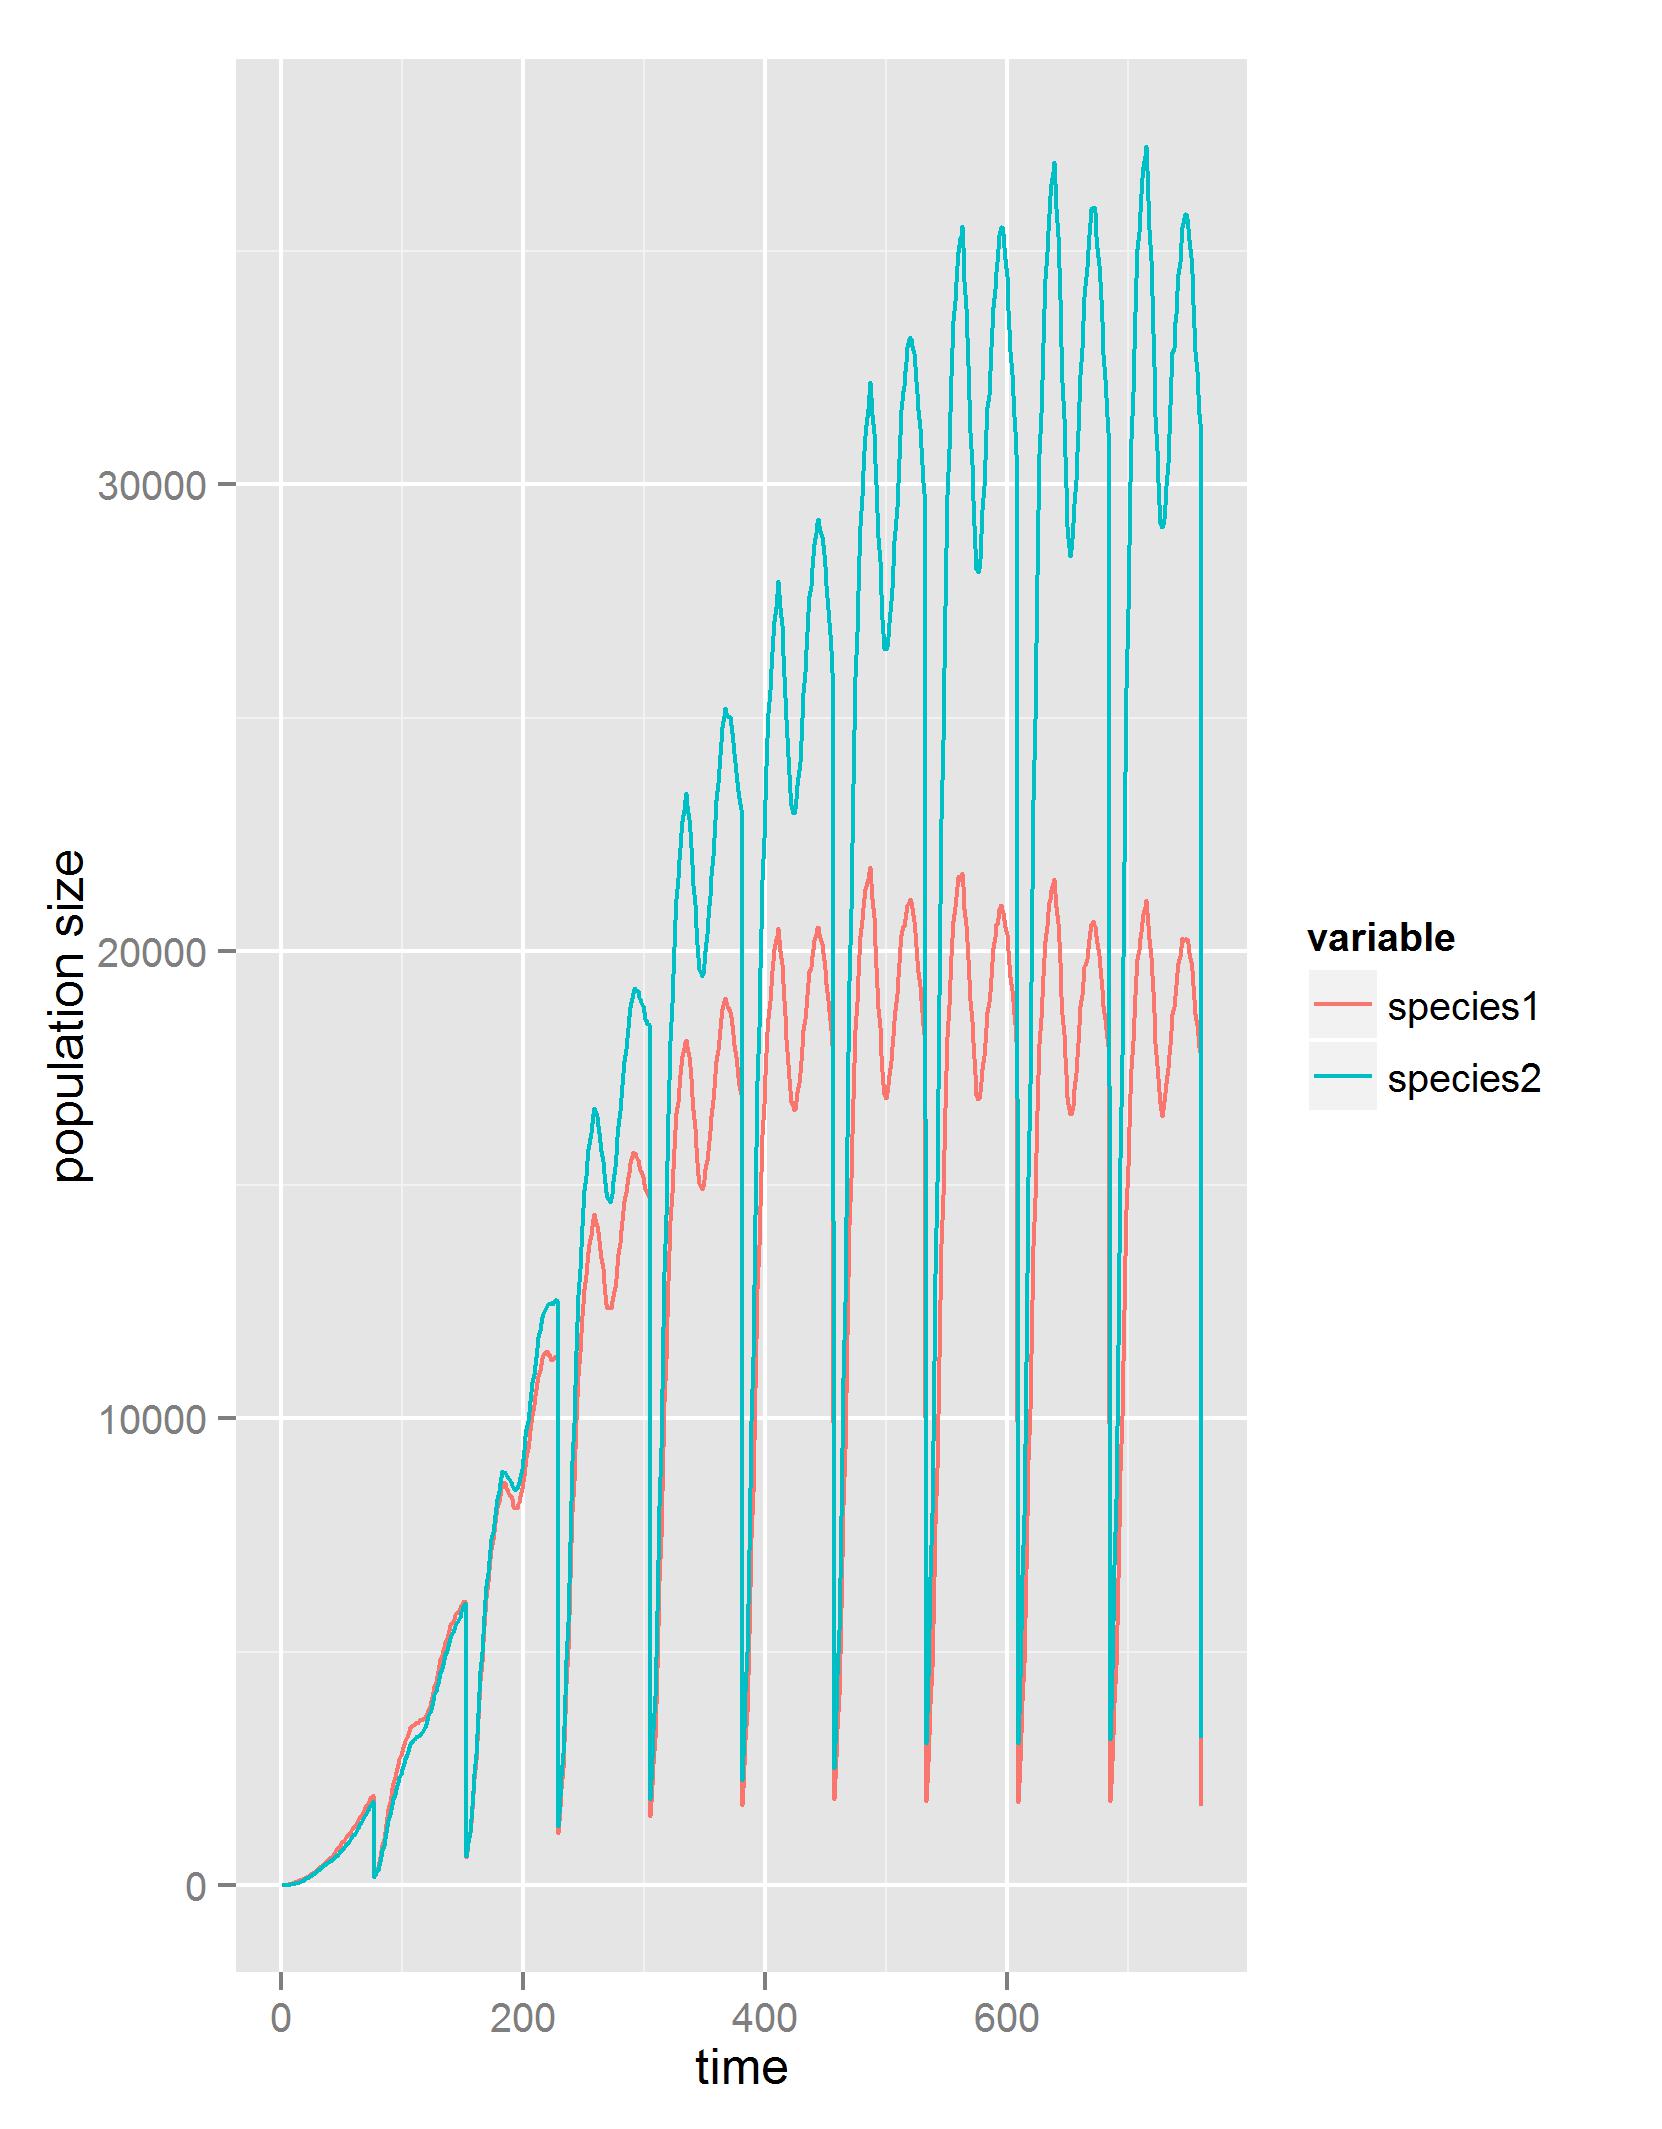 population size
30000
20000
10000
0
0 200 400 600
time
variable
species1
species2